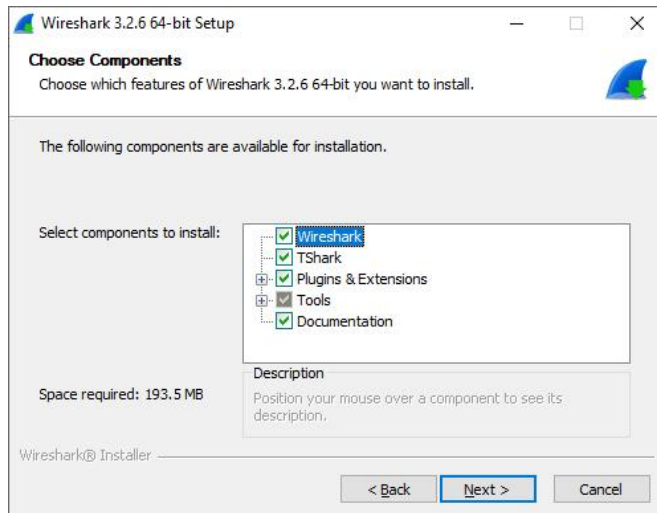 Wireshark 3.2.6 64-bit Setup
Choose Components
Choose which features of Wireshark 3.2.6 64-bit you want to install.
The following components are available for installation.
Select components to install:
Wireshark
TShark
Plugins & Extensions
Tools
Documentation
Space required: 193.5 MB
Description
Position your mouse over a component to see its
description.
Wireshark® Installer
< Back
Next >
Cancel